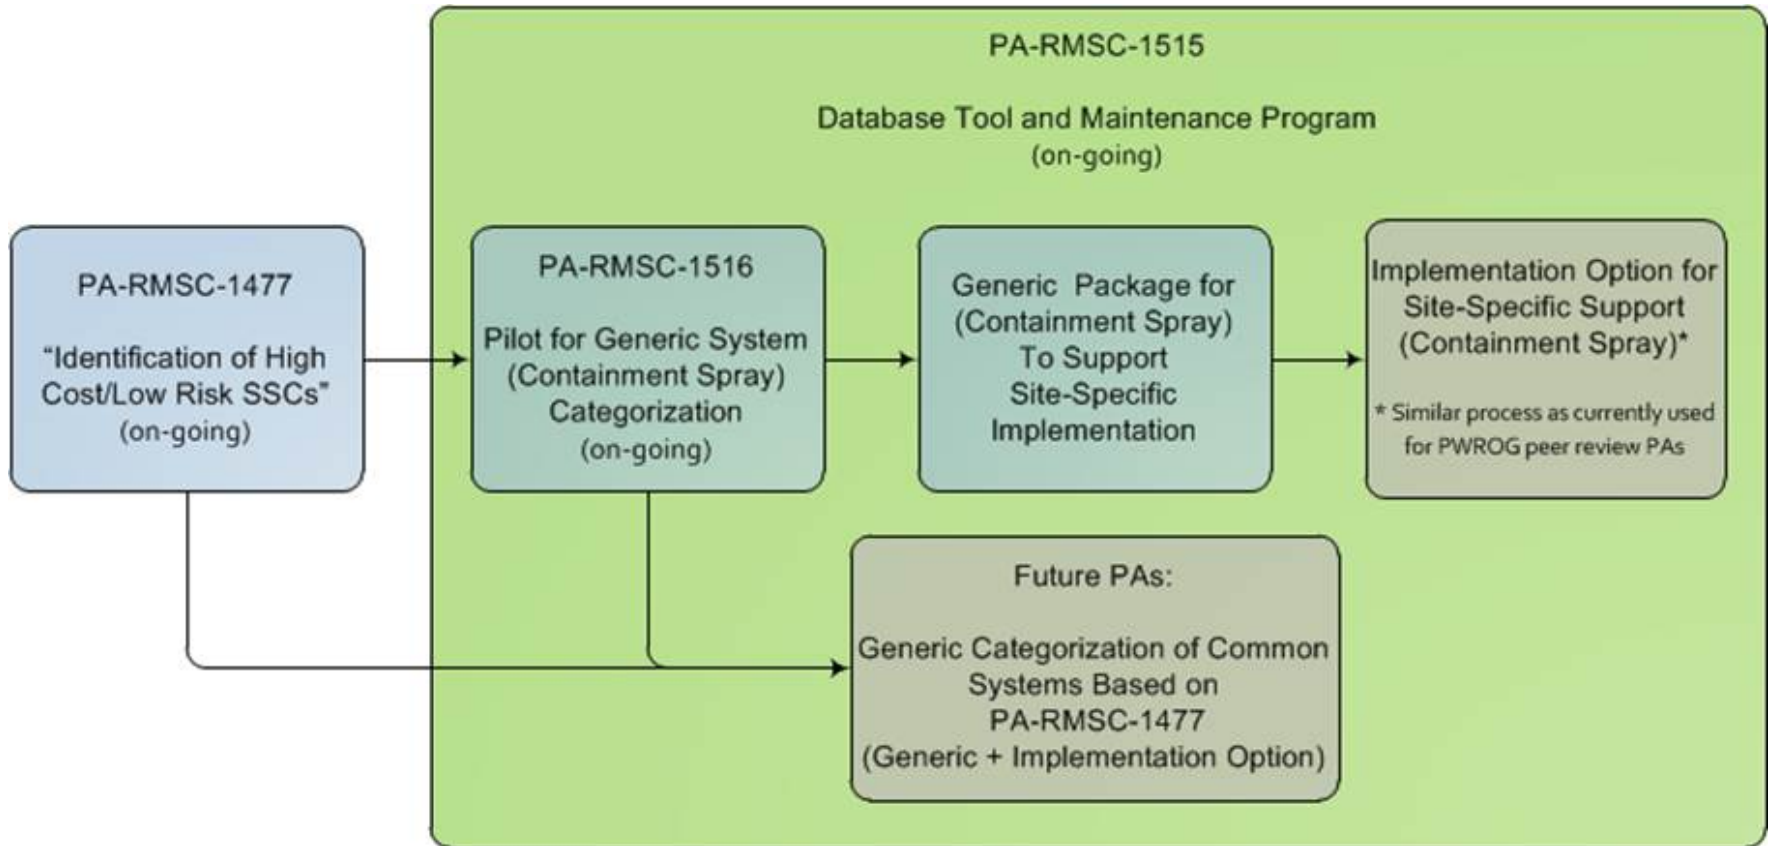 PA-RMSC-1515
Database Tool and Maintenance Program
(on-going)
PA-RMSC-1477
“Identification of High
Cost/Low Risk SSCs”
(on-going)
PA-RMSC-1516
Pilot for Generic System
(Containment Spray)
Categorization
(on-going)
Generic Package for
(Containment Spray)
To Support
Site-Specific
Implementation
Implementation Option for
Site-Specific Support
(Containment Spray)*
* Similar process as currently used
for PWROG peer review PAs
Future PAs:
Generic Categorization of Common
Systems Based on
PA-RMSC-1477
(Generic + Implementation Option)